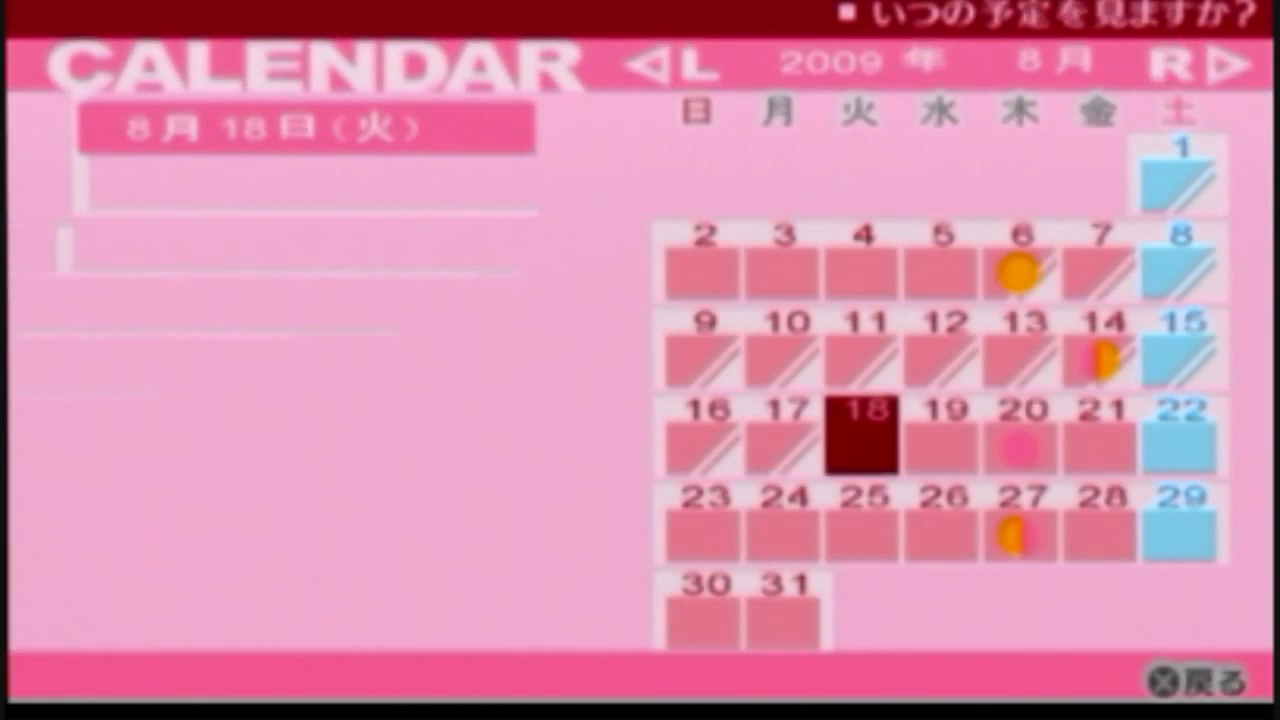 ■ いつの予定を見ますか?
CALENDAR ◁L 2009 年 8 月 R▷
8 月 18 日 (火)
日 月 火 水 木 金 土
1
2 3 4 5 6 7 8
9 10 11 12 13 14 15
16 17 18 19 20 21 22
23 24 25 26 27 28 29
30 31
戻る